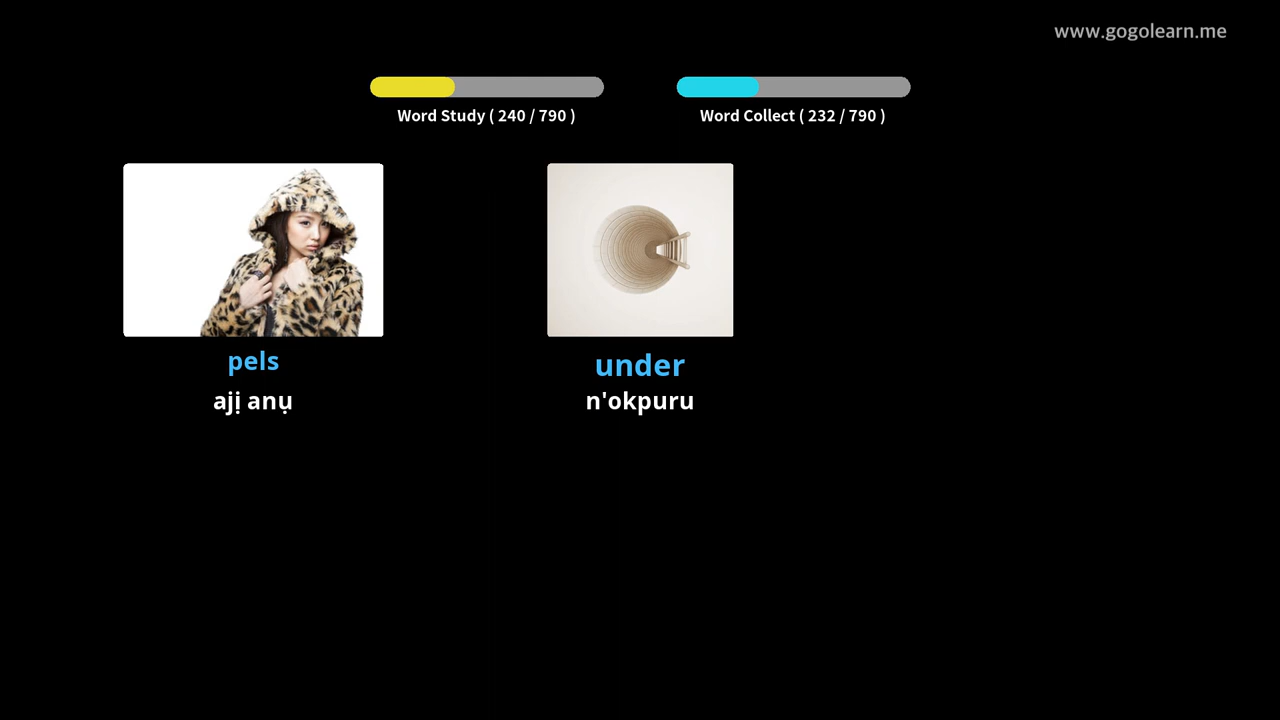 www.gogolearn.me
Word Study ( 240 / 790 )
Word Collect ( 232 / 790 )
pels
ajị anụ
under
n'okpuru